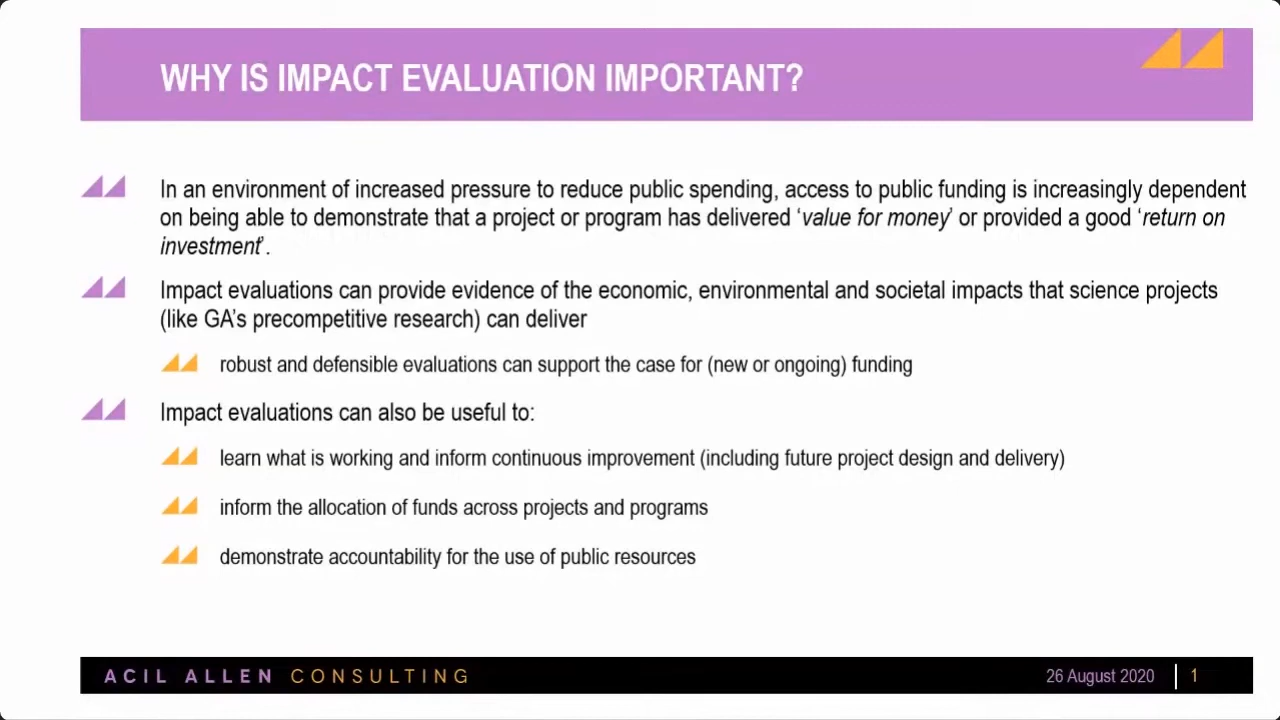 WHY IS IMPACT EVALUATION IMPORTANT?
In an environment of increased pressure to reduce public spending, access to public funding is increasingly dependent
on being able to demonstrate that a project or program has delivered ‘value for money’ or provided a good ‘return on
investment’.
Impact evaluations can provide evidence of the economic, environmental and societal impacts that science projects
(like GA’s precompetitive research) can deliver
robust and defensible evaluations can support the case for (new or ongoing) funding
Impact evaluations can also be useful to:
learn what is working and inform continuous improvement (including future project design and delivery)
inform the allocation of funds across projects and programs
demonstrate accountability for the use of public resources
ACIL ALLEN CONSULTING
26 August 2020 1